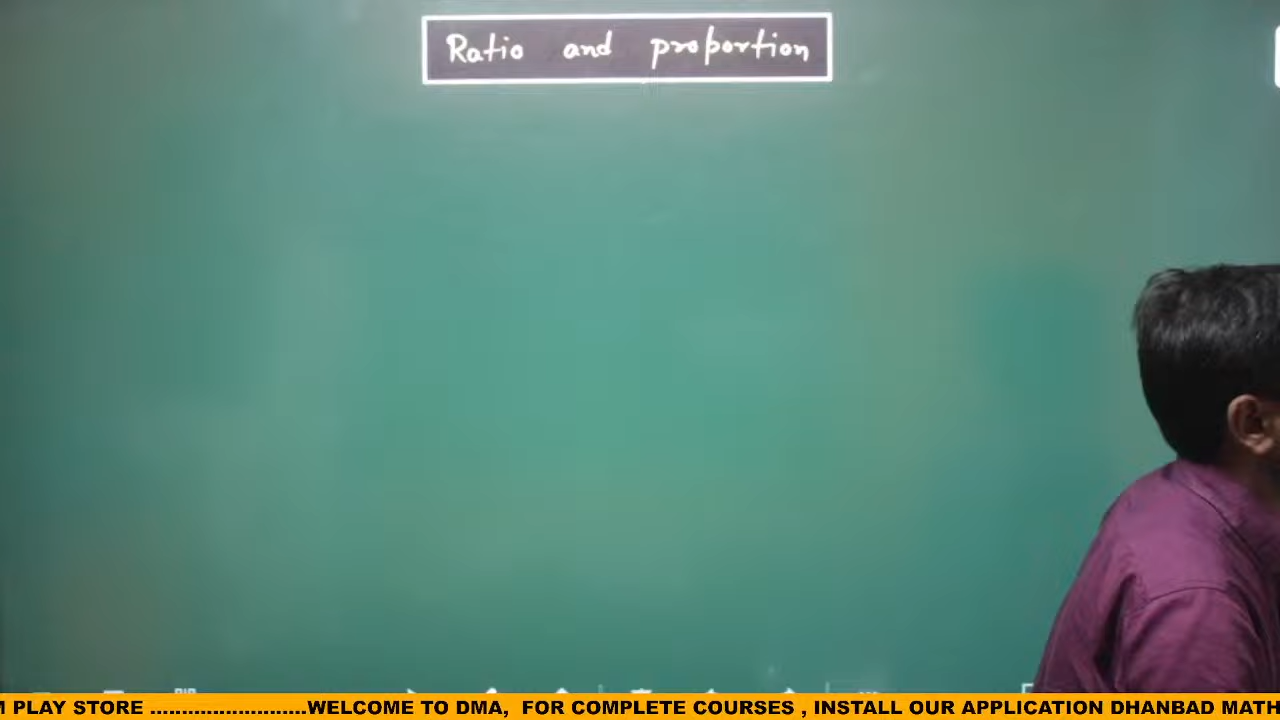 Ratio and proportion
M PLAY STORE ..........................WELCOME TO DMA, FOR COMPLETE COURSES , INSTALL OUR APPLICATION DHANBAD MATH